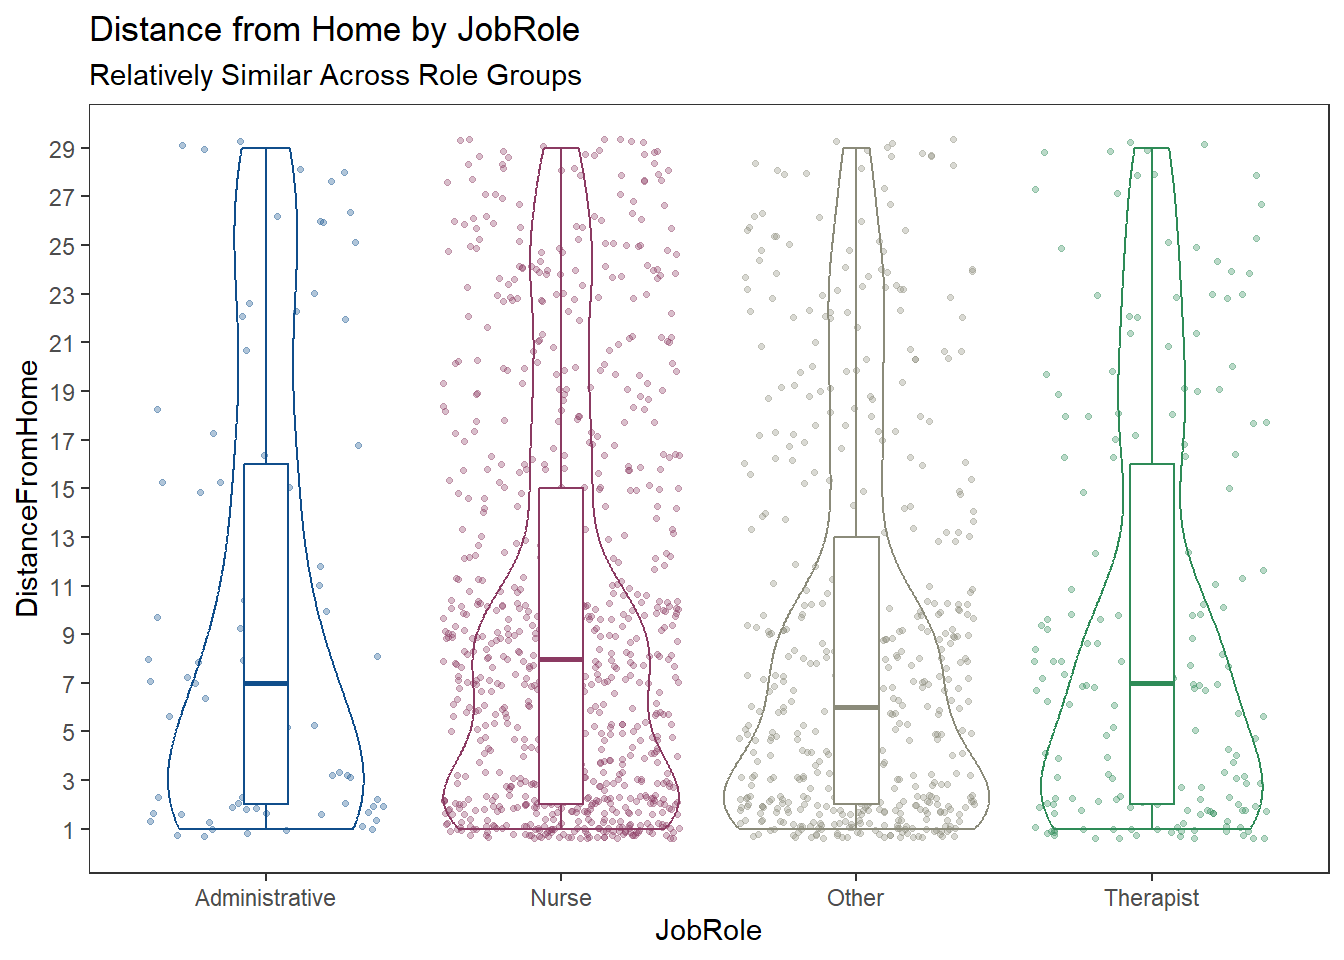 Distance from Home by JobRole
Relatively Similar Across Role Groups
DistanceFromHome
29
27
25
23
21
19
17
15
13
11
9
7
5
3
1
Administrative
Nurse
Other
Therapist
JobRole